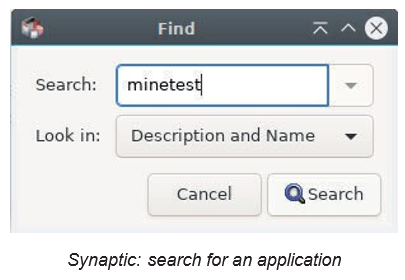 Find
Search: minetest
Look in: Description and Name
Cancel Search
Synaptic: search for an application